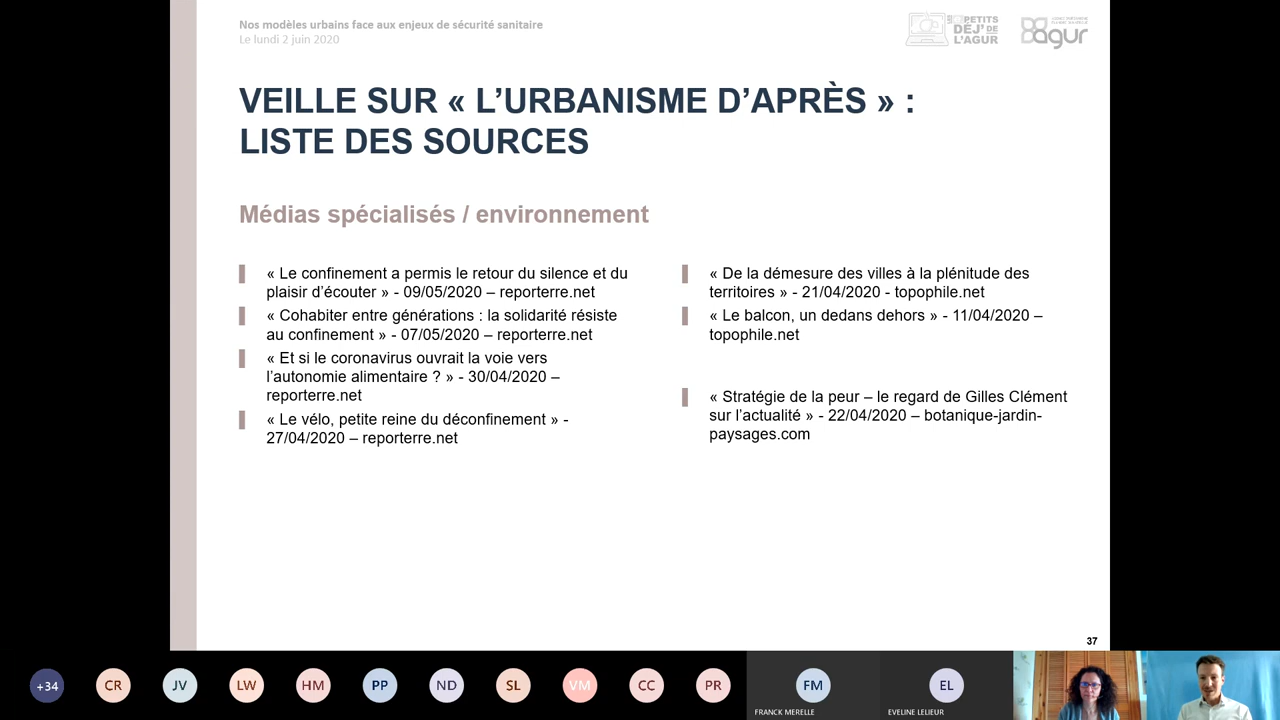 Nos modèles urbains face aux enjeux de sécurité sanitaire
Le lundi 2 juin 2020
PETITS
DÉJ' DE
L'AGUR
agur
VEILLE SUR « L'URBANISME D'APRÈS » :
LISTE DES SOURCES
Médias spécialisés / environnement
« Le confinement a permis le retour du silence et du
plaisir d'écouter » - 09/05/2020 – reporterre.net
« Cohabiter entre générations : la solidarité résiste
au confinement » - 07/05/2020 – reporterre.net
« Et si le coronavirus ouvrait la voie vers
l'autonomie alimentaire ? » - 30/04/2020 –
reporterre.net
« Le vélo, petite reine du déconfinement » -
27/04/2020 – reporterre.net
« De la démesure des villes à la plénitude des
territoires » - 21/04/2020 - topophile.net
« Le balcon, un dedans dehors » - 11/04/2020 –
topophile.net
« Stratégie de la peur – le regard de Gilles Clément
sur l'actualité » - 22/04/2020 – botanique-jardin-
paysages.com
37
+34
CR
JV
LW
HM
PP
ND
SL
VM
CC
PR
FM
FRANCK MERELLE
EL
EVELINE LELIEUR